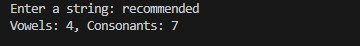 Enter a string: recommended
Vowels: 4, Consonants: 7